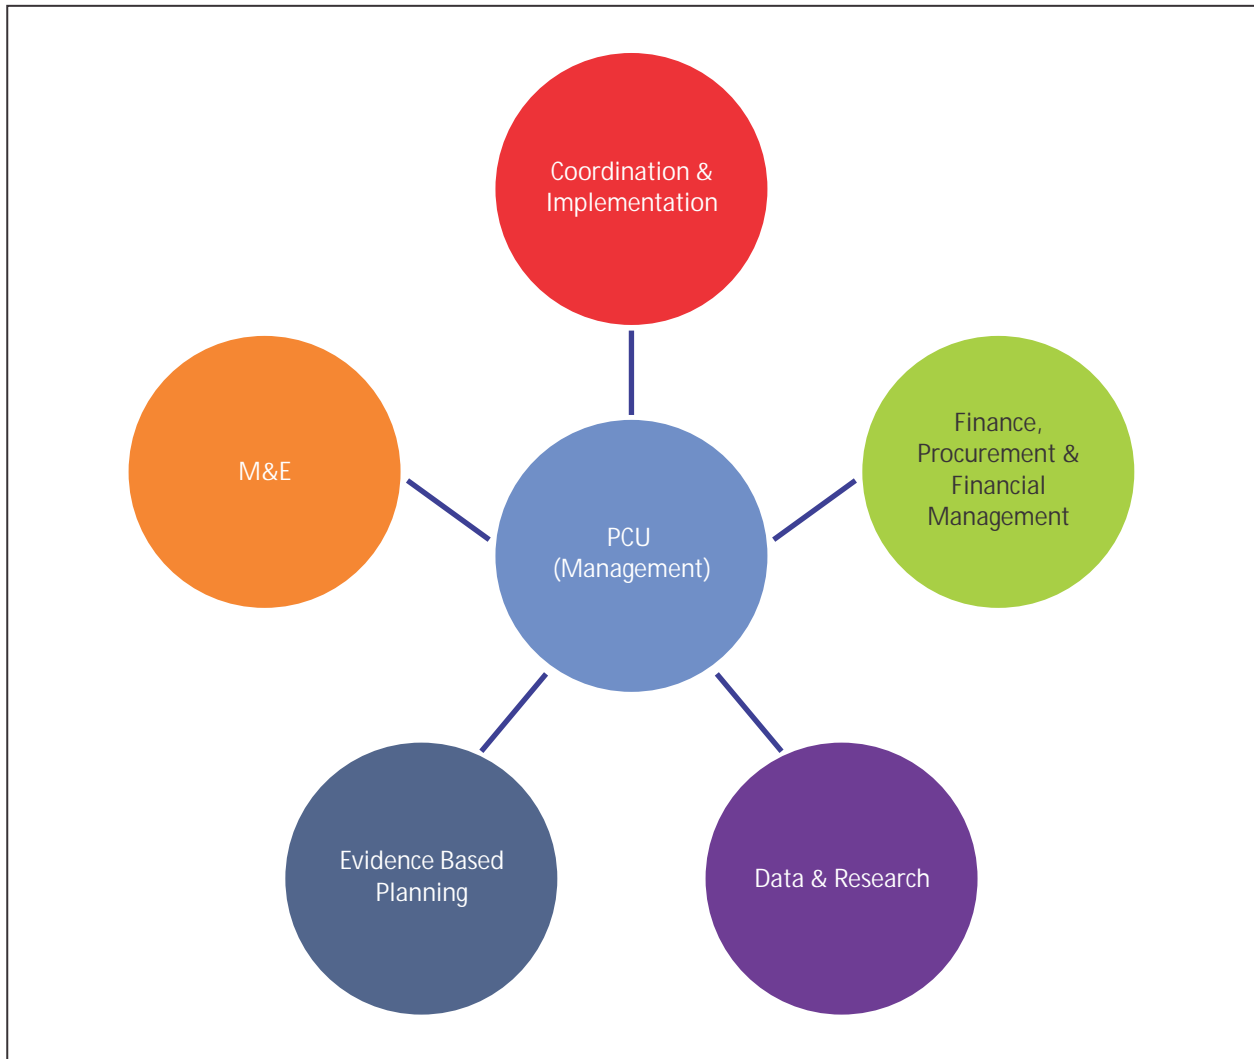 Coordination &
Implementation
M&E
Finance,
Procurement &
Financial
Management
PCU
(Management)
Evidence Based
Planning
Data & Research